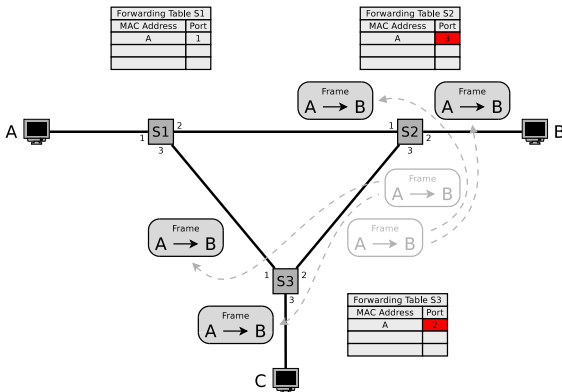 Forwarding Table S1
MAC Address Port
A 1
Forwarding Table S2
MAC Address Port
A 3
Frame
A → B
Frame
A → B
A
1
S1
2
3
1
S2
2
3
B
Frame
A → B
Frame
A → B
Frame
A → B
1
S3
2
3
Frame
A → B
Forwarding Table S3
MAC Address Port
A 2
C